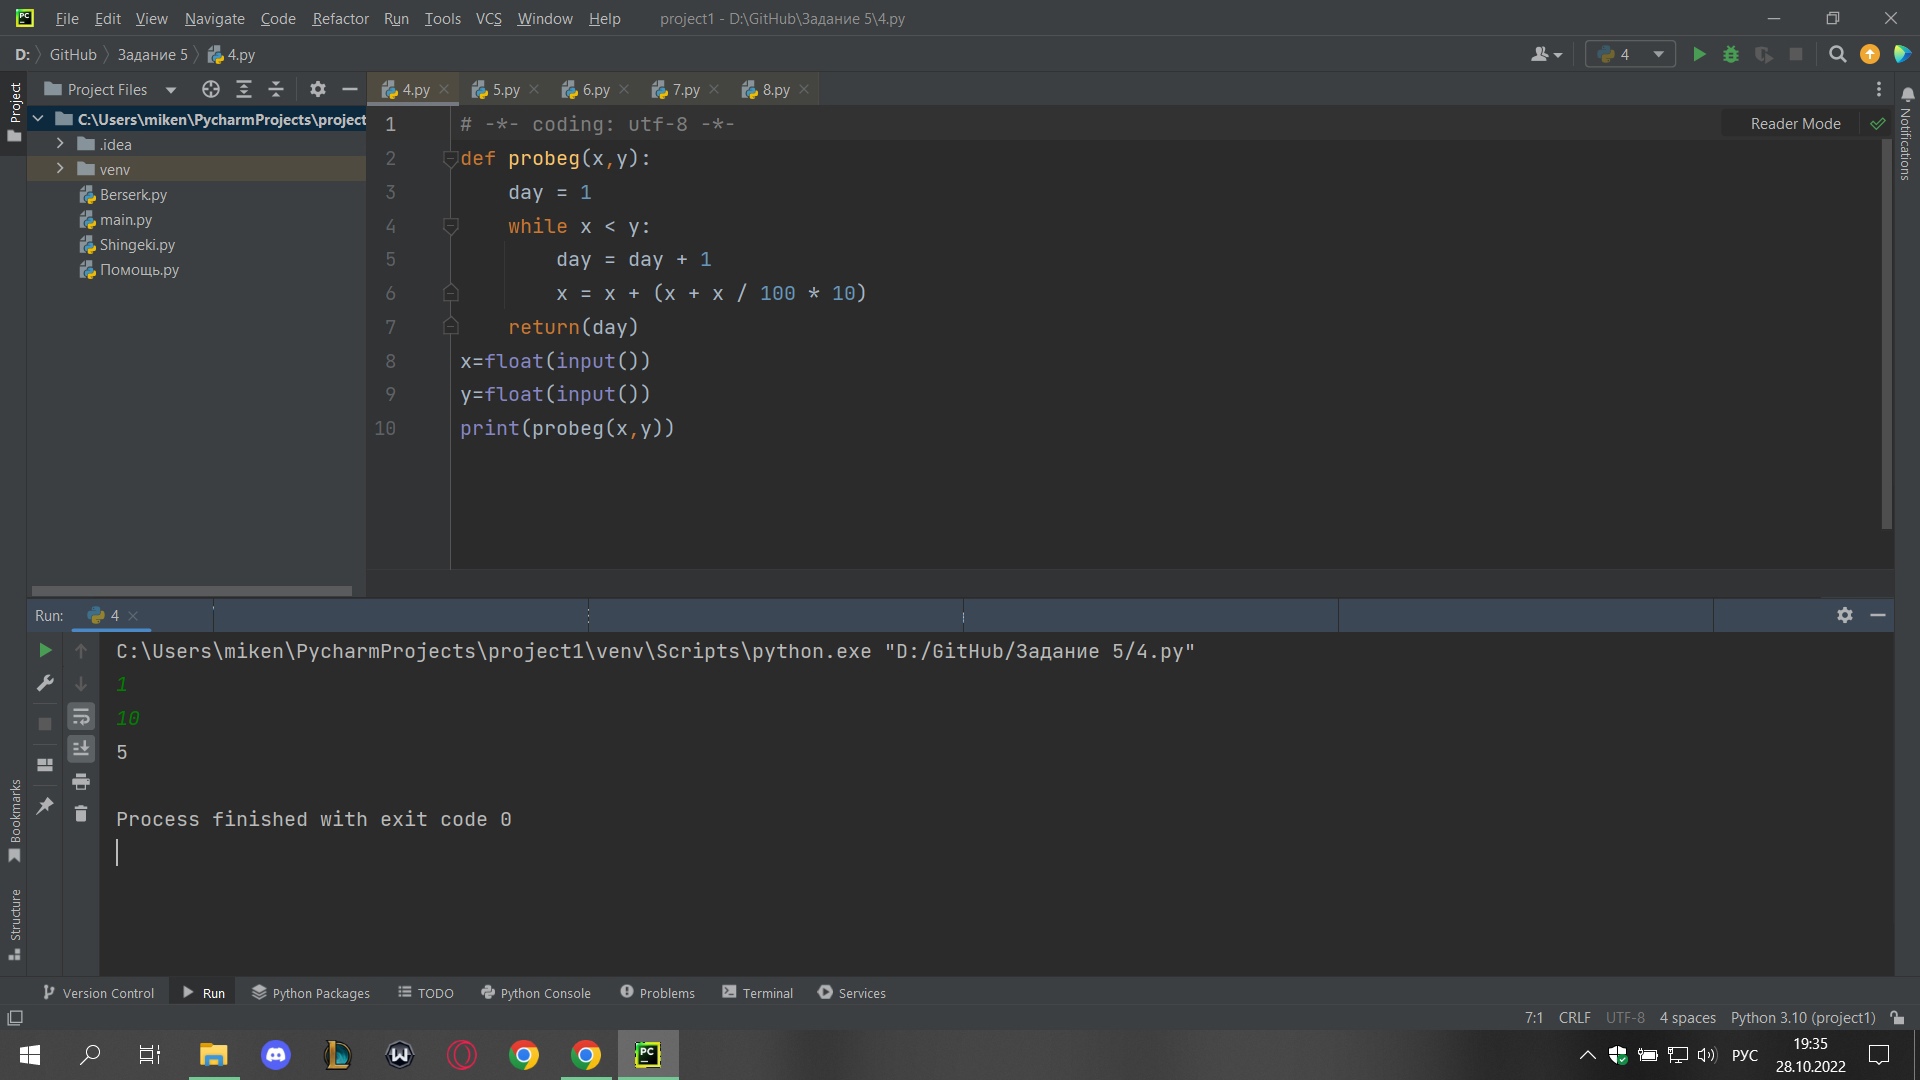 File Edit View Navigate Code Refactor Run Tools VCS Window Help project1 - D:\GitHub\Задание 5\4.py
D: GitHub Задание 5 4.py 4
Project Files 4.py 5.py 6.py 7.py 8.py
Project
C:\Users\miken\PycharmProjects\project
.idea
venv
Berserk.py
main.py
Shingeki.py
Помощь.py
1 # -*- coding: utf-8 -*-
2 def probeg(x,y):
3 day = 1
4 while x < y:
5 day = day + 1
6 x = x + (x + x / 100 * 10)
7 return(day)
8 x=float(input())
9 y=float(input())
10 print(probeg(x,y))
Reader Mode
Notifications
Run: 4
C:\Users\miken\PycharmProjects\project1\venv\Scripts\python.exe "D:/GitHub/Задание 5/4.py"
1
10
5
Process finished with exit code 0
Bookmarks
Structure
Version Control Run Python Packages TODO Python Console Problems Terminal Services
7:1 CRLF UTF-8 4 spaces Python 3.10 (project1)
РУС 19:35
28.10.2022